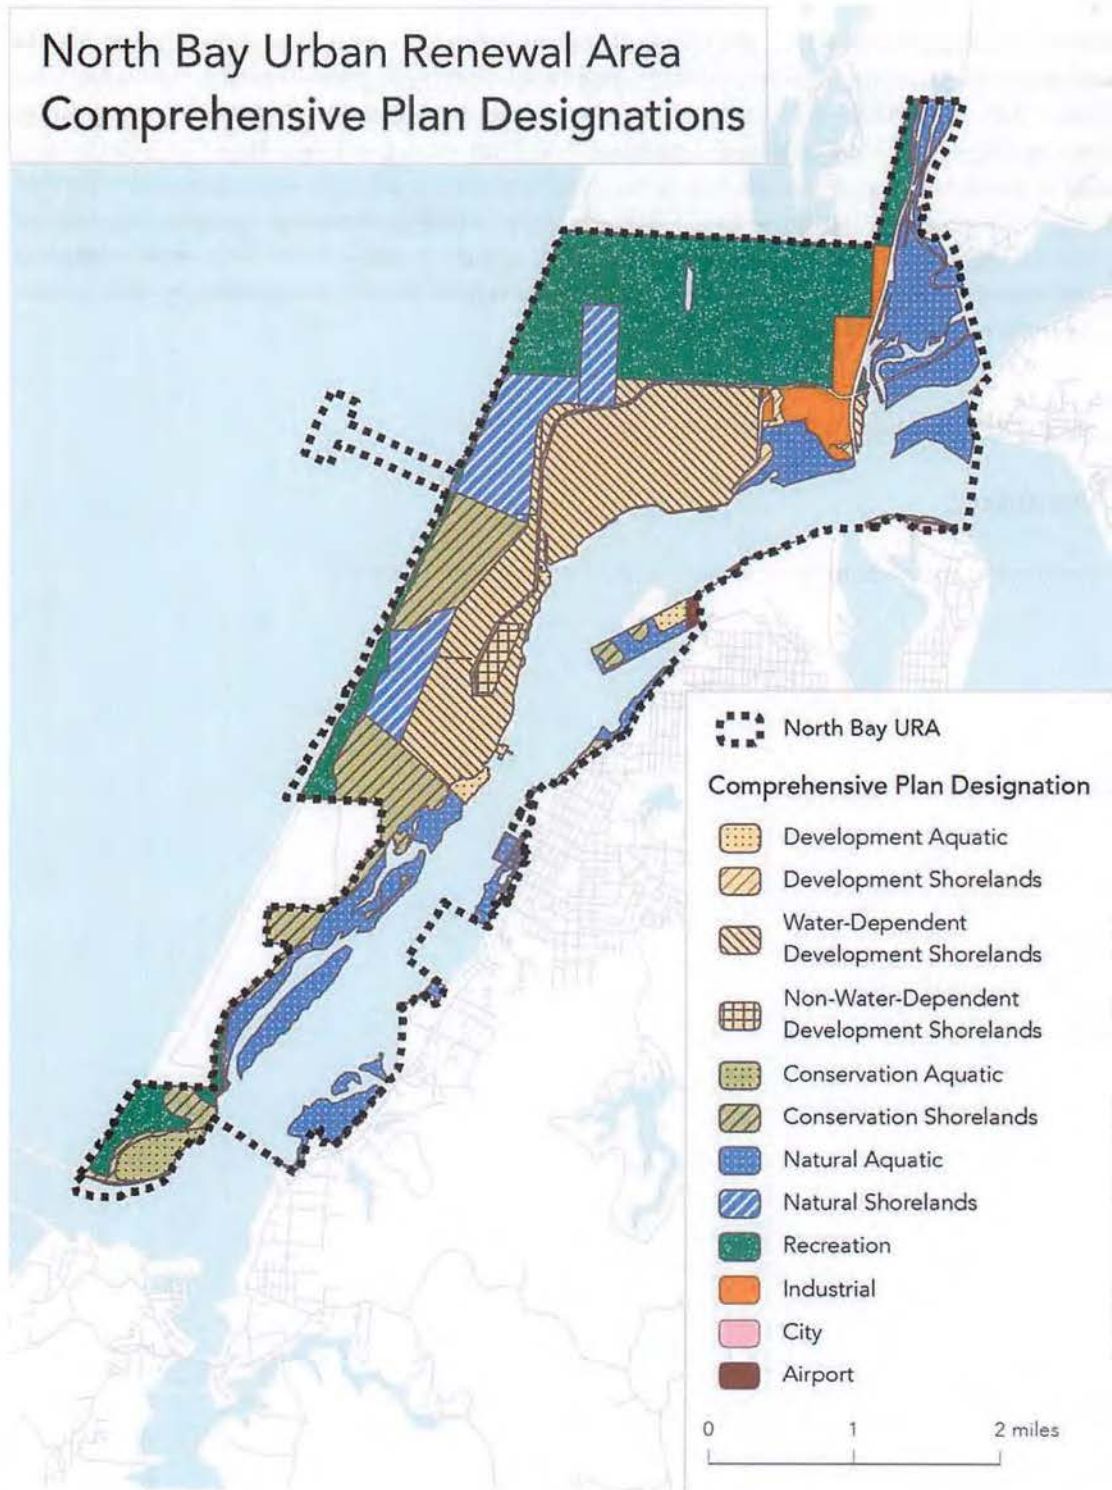 North Bay Urban Renewal Area
Comprehensive Plan Designations
North Bay URA
Comprehensive Plan Designation
Development Aquatic
Development Shorelands
Water-Dependent
Development Shorelands
Non-Water-Dependent
Development Shorelands
Conservation Aquatic
Conservation Shorelands
Natural Aquatic
Natural Shorelands
Recreation
Industrial
City
Airport
0 1 2 miles